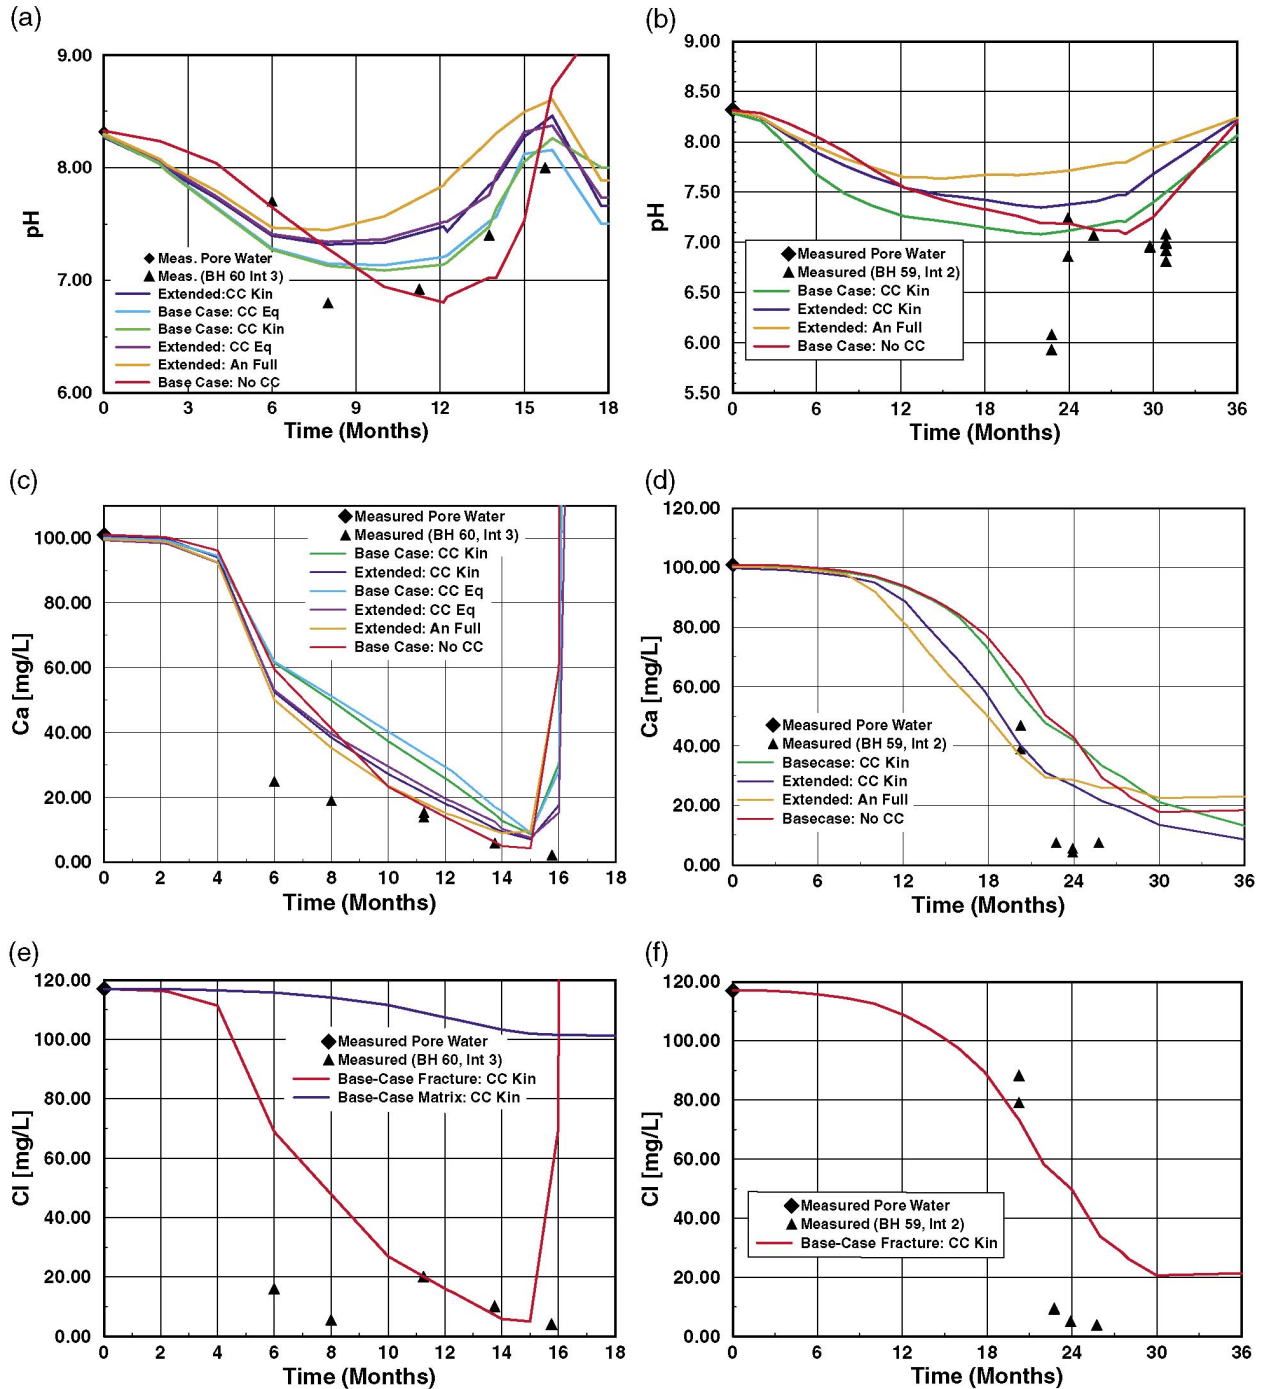 (a)
9.00
8.00
7.00
6.00
pH
Meas. Pore Water
Meas. (BH 60 Int 3)
Extended:CC Kin
Base Case: CC Eq
Base Case: CC Kin
Extended: CC Eq
Extended: An Full
Base Case: No CC
0 3 6 9 12 15 18
Time (Months)
(b)
9.00
8.50
8.00
7.50
7.00
6.50
6.00
5.50
pH
Measured Pore Water
Measured (BH 59, Int 2)
Base Case: CC Kin
Extended: CC Kin
Extended: An Full
Base Case: No CC
0 6 12 18 24 30 36
Time (Months)
(c)
100.00
80.00
60.00
40.00
20.00
0.00
Ca [mg/L]
Measured Pore Water
Measured (BH 60, Int 3)
Base Case: CC Kin
Extended: CC Kin
Base Case: CC Eq
Extended: CC Eq
Extended: An Full
Base Case: No CC
0 2 4 6 8 10 12 14 16 18
Time (Months)
(d)
120.00
100.00
80.00
60.00
40.00
20.00
0.00
Ca [mg/L]
Measured Pore Water
Measured (BH 59, Int 2)
Basecase: CC Kin
Extended: CC Kin
Extended: An Full
Basecase: No CC
0 6 12 18 24 30 36
Time (Months)
(e)
120.00
100.00
80.00
60.00
40.00
20.00
0.00
Cl [mg/L]
Measured Pore Water
Measured (BH 60, Int 3)
Base-Case Fracture: CC Kin
Base-Case Matrix: CC Kin
0 2 4 6 8 10 12 14 16 18
Time (Months)
(f)
120.00
100.00
80.00
60.00
40.00
20.00
0.00
Cl [mg/L]
Measured Pore Water
Measured (BH 59, Int 2)
Base-Case Fracture: CC Kin
0 6 12 18 24 30 36
Time (Months)